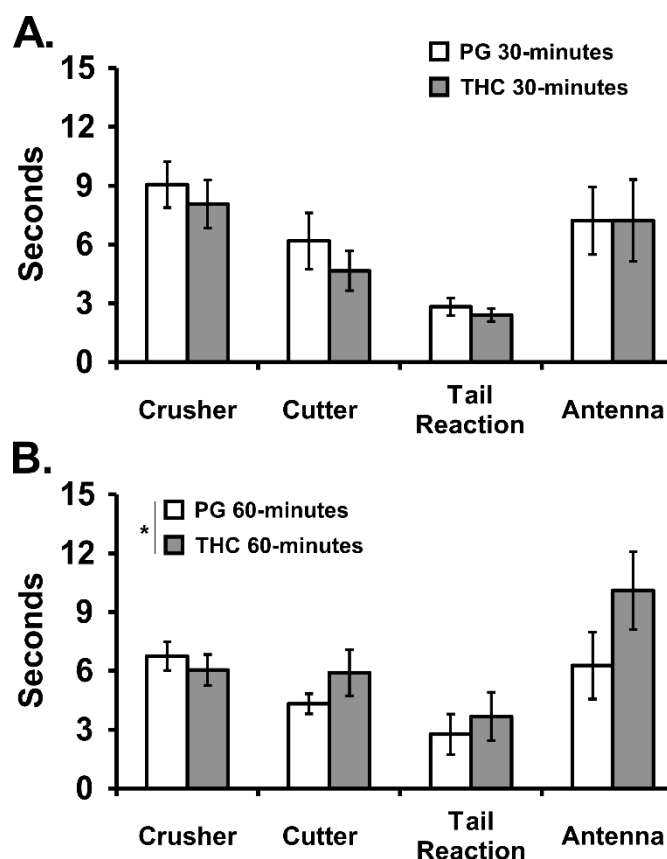 A.
PG 30-minutes
THC 30-minutes
Seconds
15
12
9
6
3
0
Crusher
Cutter
Tail
Reaction
Antenna
B.
PG 60-minutes
*
THC 60-minutes
Seconds
15
12
9
6
3
0
Crusher
Cutter
Tail
Reaction
Antenna